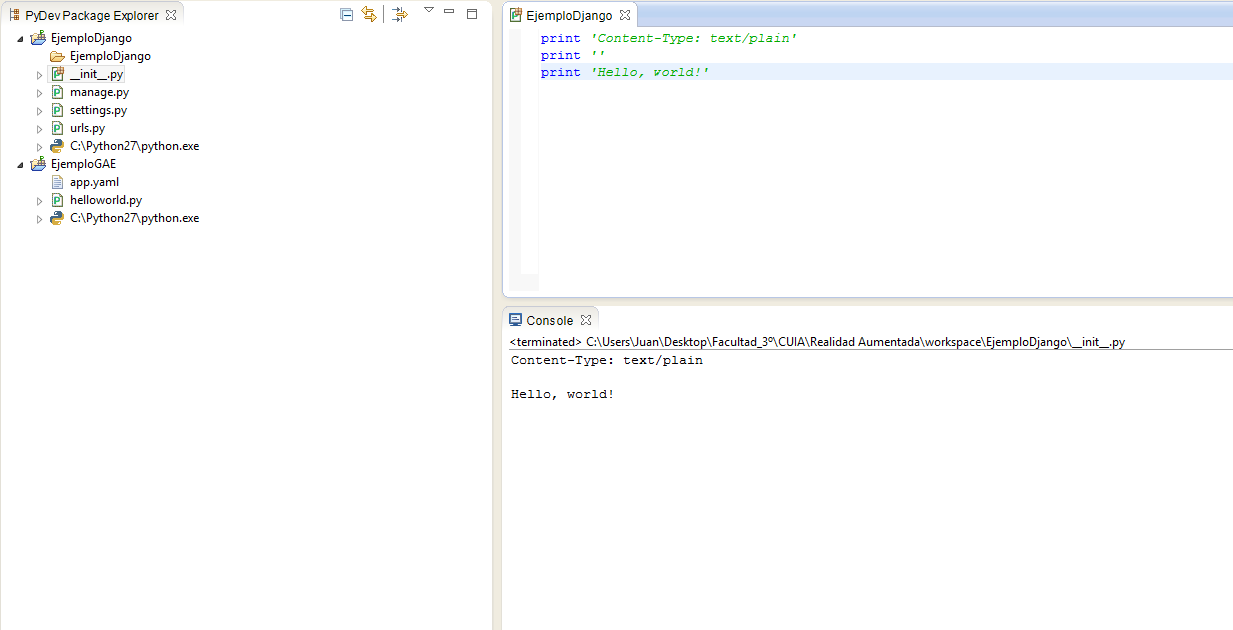 PyDev Package Explorer
EjemploDjango
EjemploDjango
__init__.py
manage.py
settings.py
urls.py
C:\Python27\python.exe
EjemploGAE
app.yaml
helloworld.py
C:\Python27\python.exe
EjemploDjango
print 'Content-Type: text/plain'
print ''
print 'Hello, world!'
Console
<terminated> C:\Users\Juan\Desktop\Facultad_3º\CUIA\Realidad Aumentada\workspace\EjemploDjango\__init__.py
Content-Type: text/plain
Hello, world!